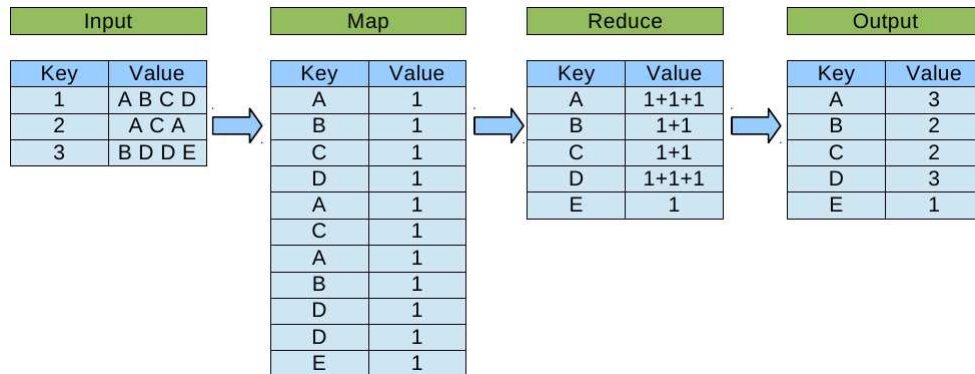 Input Map Reduce Output
Key Value Key Value Key Value Key Value
1 A B C D A 1 A 1+1+1 A 3
2 A C A B 1 B 1+1 B 2
3 B D D E C 1 C 1+1 C 2
D 1 D 1+1+1 D 3
A 1 E 1 E 1
C 1
A 1
B 1
D 1
D 1
E 1